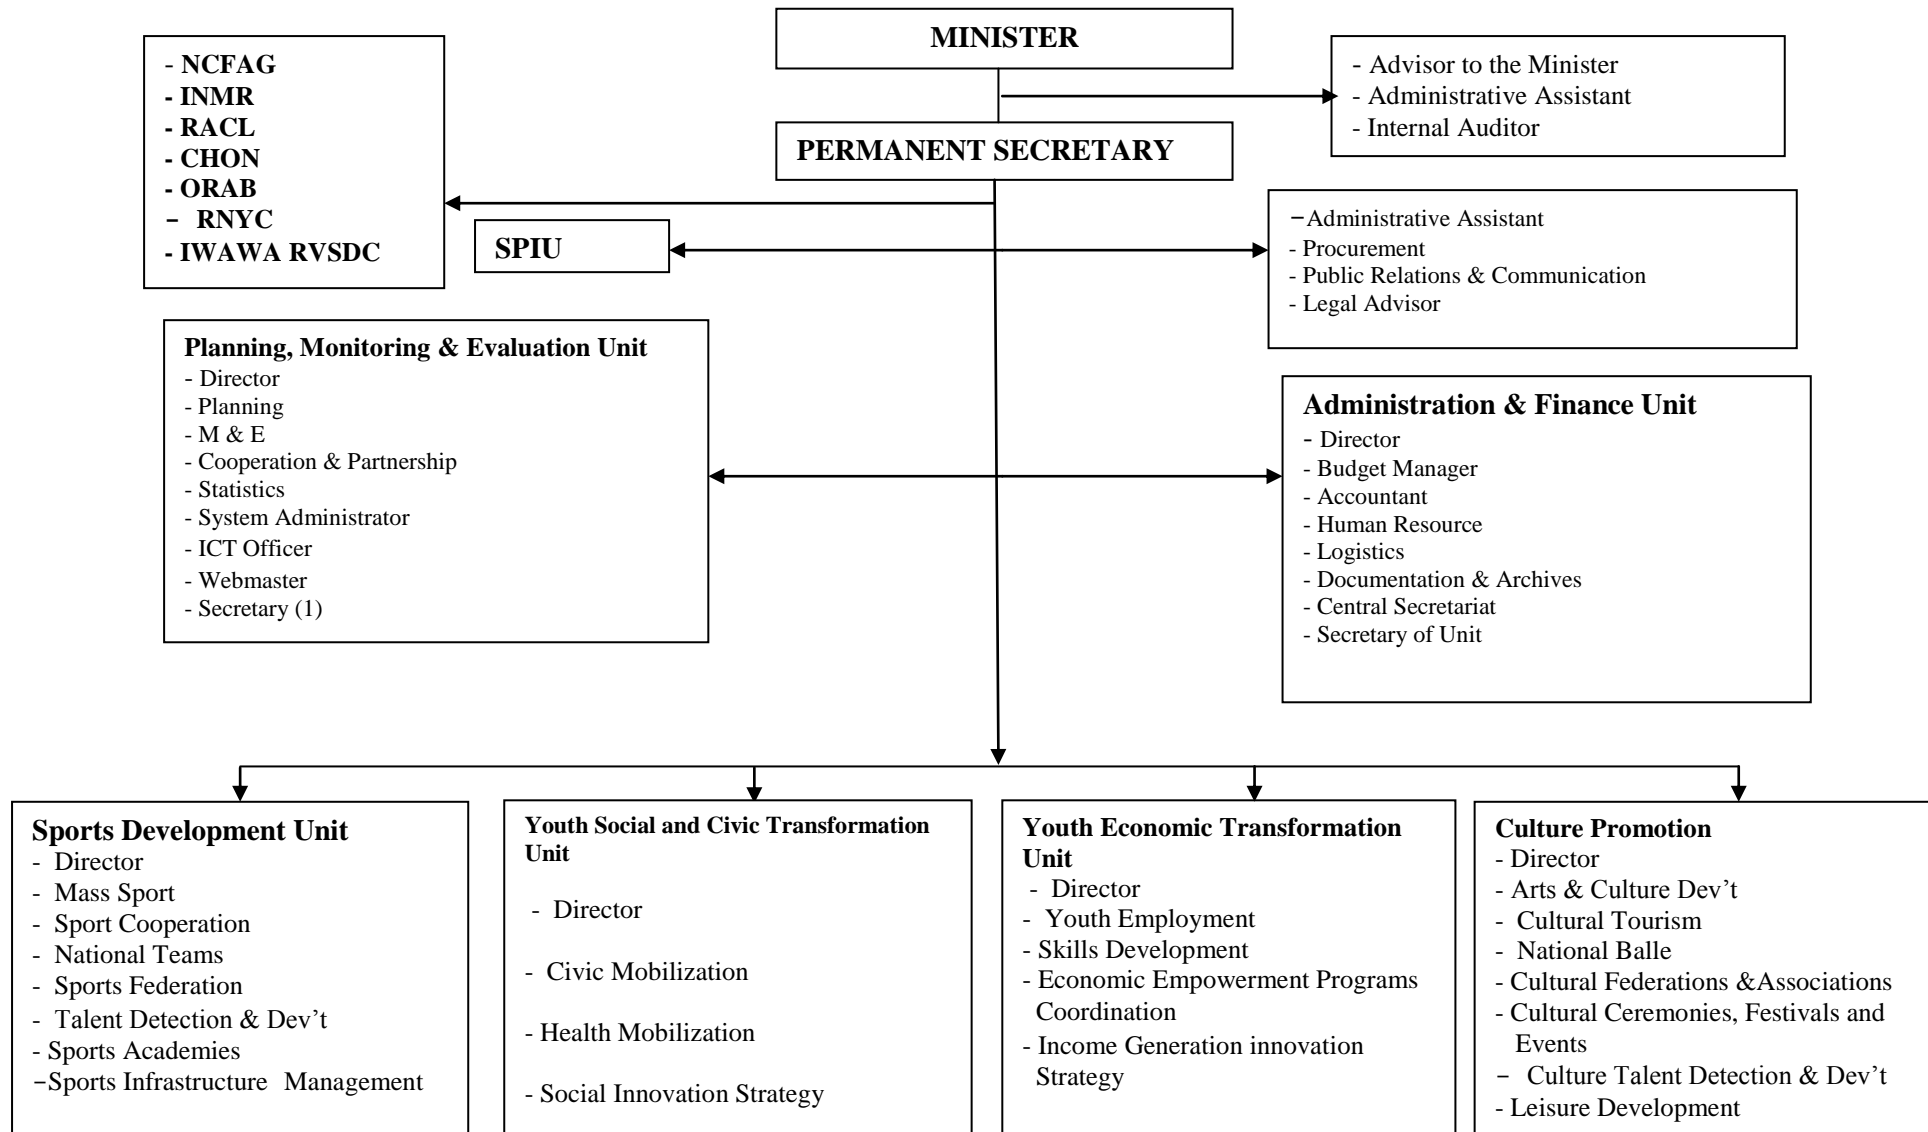 MINISTER
- NCFAG
- INMR
- RACL
- CHON
- ORAB
- RNYC
- IWAWA RVSDC
- Advisor to the Minister
- Administrative Assistant
- Internal Auditor
PERMANENT SECRETARY
SPIU
-Administrative Assistant
- Procurement
- Public Relations & Communication
- Legal Advisor
Planning, Monitoring & Evaluation Unit
- Director
- Planning
- M & E
- Cooperation & Partnership
- Statistics
- System Administrator
- ICT Officer
- Webmaster
- Secretary (1)
Administration & Finance Unit
- Director
- Budget Manager
- Accountant
- Human Resource
- Logistics
- Documentation & Archives
- Central Secretariat
- Secretary of Unit
Sports Development Unit
- Director
- Mass Sport
- Sport Cooperation
- National Teams
- Sports Federation
- Talent Detection & Dev’t
- Sports Academies
-Sports Infrastructure Management
Youth Social and Civic Transformation
Unit
- Director
- Civic Mobilization
- Health Mobilization
- Social Innovation Strategy
Youth Economic Transformation
Unit
- Director
- Youth Employment
- Skills Development
- Economic Empowerment Programs
Coordination
- Income Generation innovation
Strategy
Culture Promotion
- Director
- Arts & Culture Dev’t
- Cultural Tourism
- National Balle
- Cultural Federations &Associations
- Cultural Ceremonies, Festivals and
Events
- Culture Talent Detection & Dev’t
- Leisure Development